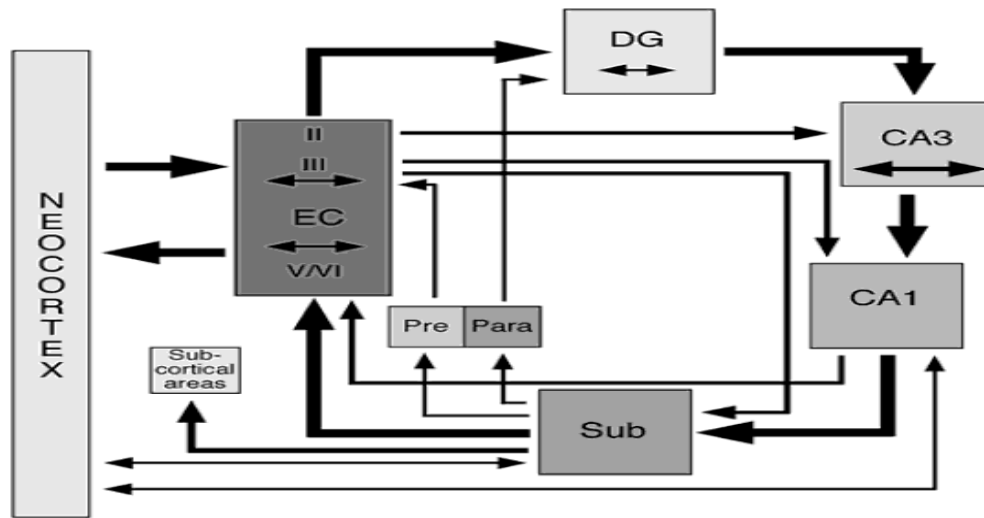 NEOCORTEX
DG
II
III
EC
V/VI
CA3
CA1
Pre
Para
Sub-
cortical
areas
Sub